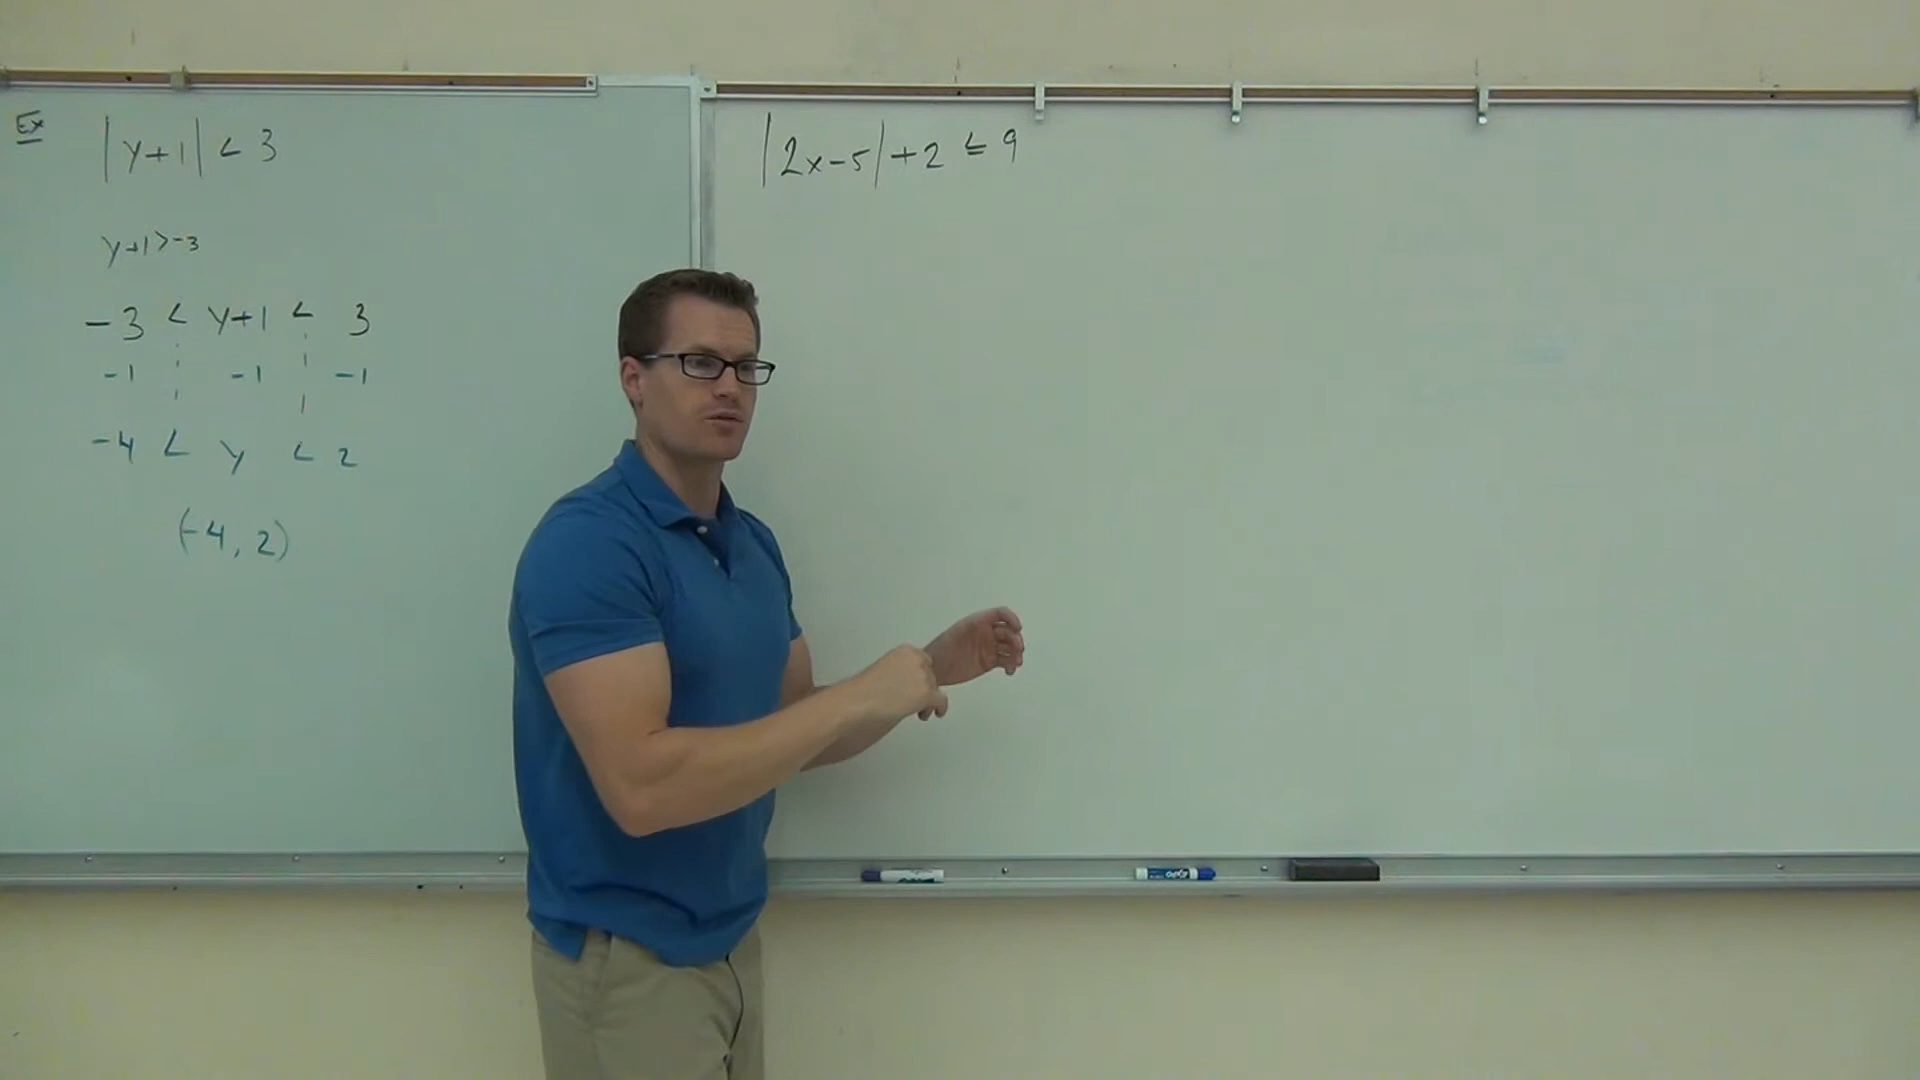 Ex |y+1| < 3
y+1>-3
-3 < y+1 < 3
-1 -1 -1
-4 < y < 2
(-4, 2)
|2x-5|+2 ≤ 9
EXPO